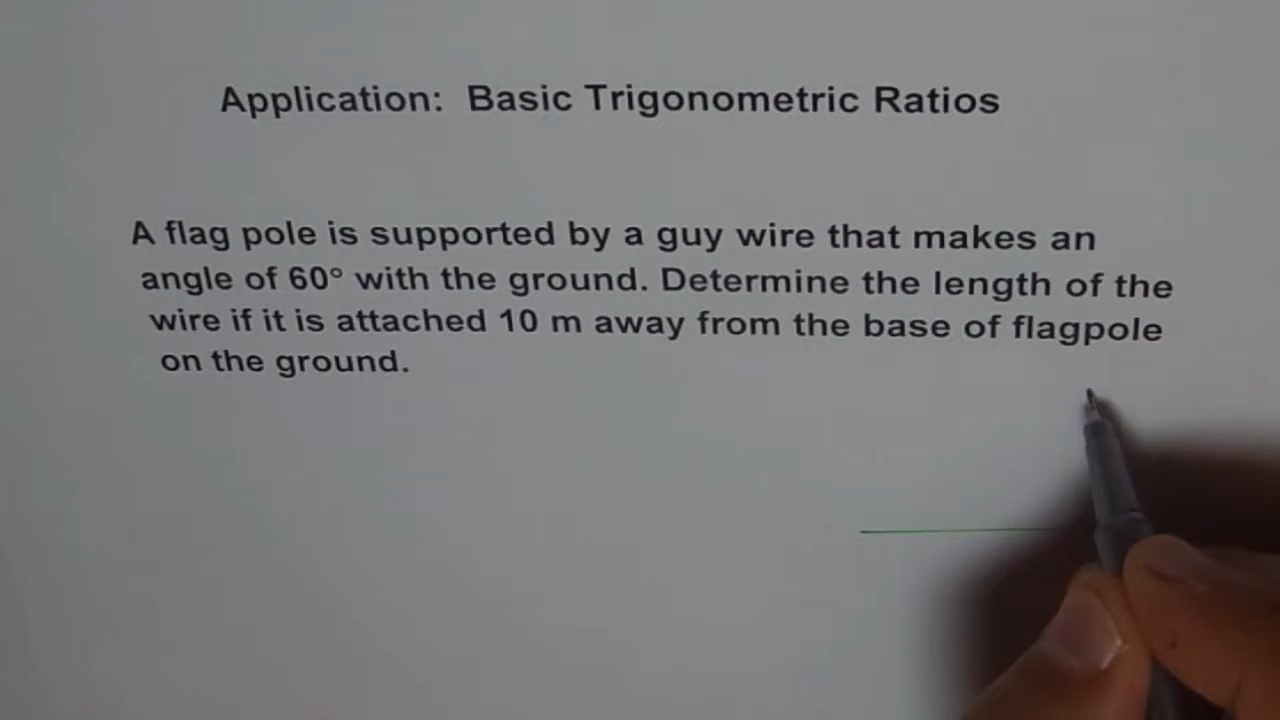 Application: Basic Trigonometric Ratios
A flag pole is supported by a guy wire that makes an
angle of 60° with the ground. Determine the length of the
wire if it is attached 10 m away from the base of flagpole
on the ground.